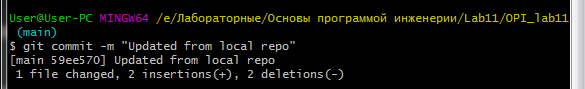 User@User-PC MINGW64 /e/Лабораторные/Основы программой инженерии/Lab11/OPI_lab11
(main)
$ git commit -m "Updated from local repo"
[main 59ee570] Updated from local repo
1 file changed, 2 insertions(+), 2 deletions(-)